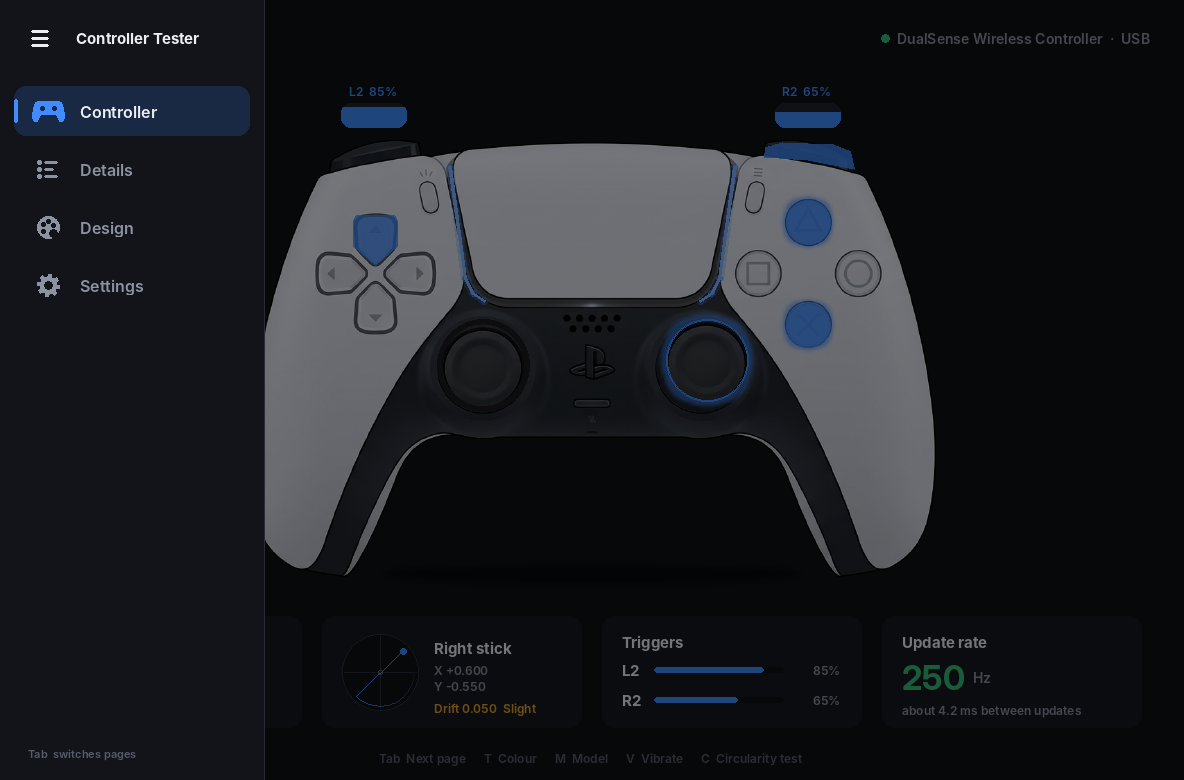 Controller Tester
DualSense Wireless Controller · USB
Controller
Details
Design
Settings
Tab switches pages
L2 85%
R2 65%
Right stick
X +0.600
Y -0.550
Drift 0.050 Slight
Triggers
L2 85%
R2 65%
Update rate
250 Hz
about 4.2 ms between updates
Tab Next page T Colour M Model V Vibrate C Circularity test